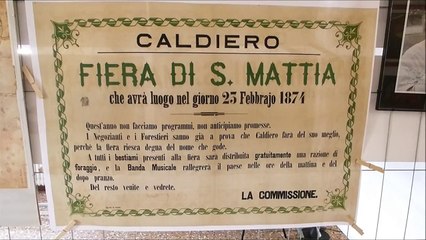 CALDIERO
FIERA DI S. MATTIA
che avrà luogo nel giorno 23 Febbrajo 1874
Quest'anno non facciamo programmi, non anticipiamo promesse.
I Negozianti e i Forestieri sanno già a prova che Caldiero farà del suo meglio,
perchè la fiera riesca degna del nome che gode.
A tutti i bestiami presenti alla fiera sarà distribuita gratuitamente una razione di
foraggio, e la Banda Musicale rallegrerà il paese nelle ore della mattina e del
dopo pranzo.
Del resto venite e vedrete.
LA COMMISSIONE.